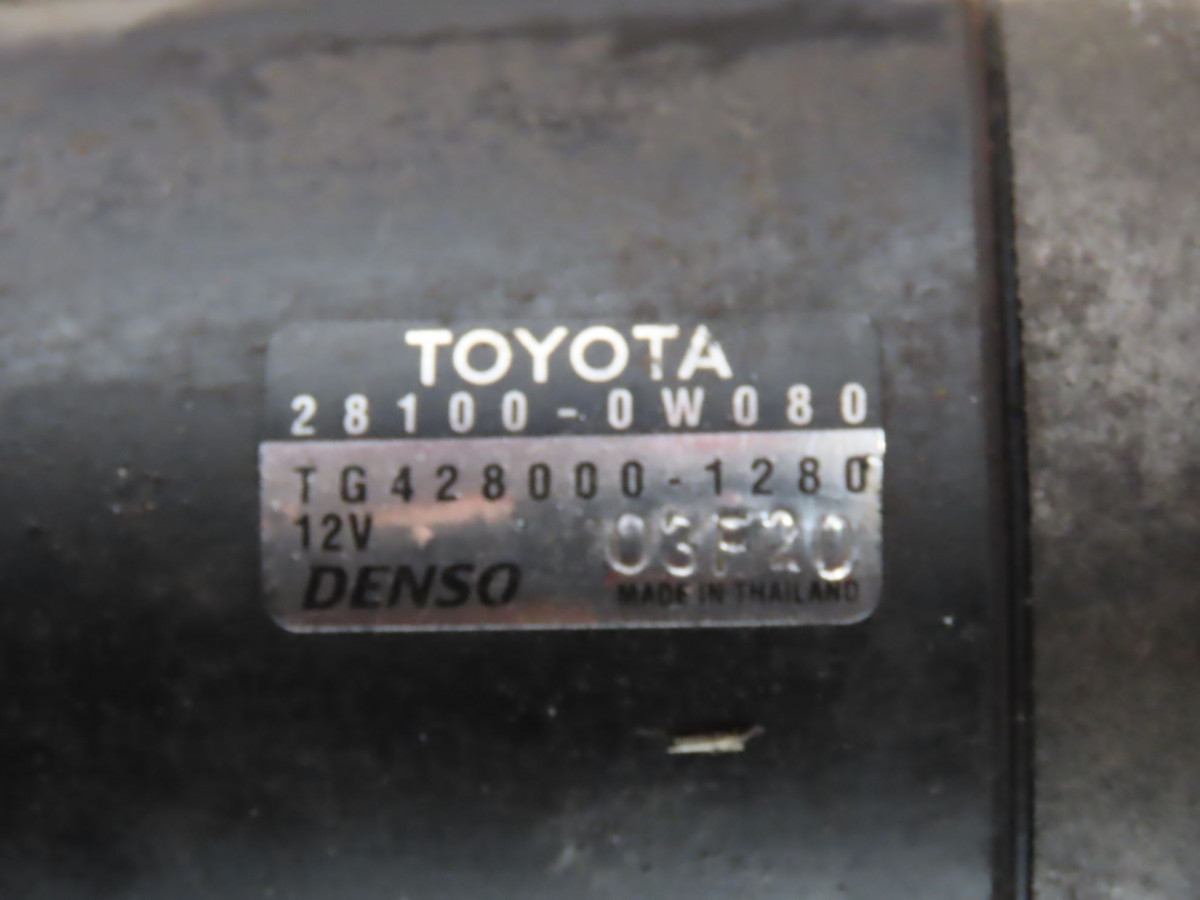 TOYOTA
28100-0W080
TG428000-1280
12V 03F20
DENSO MADE IN THAILAND